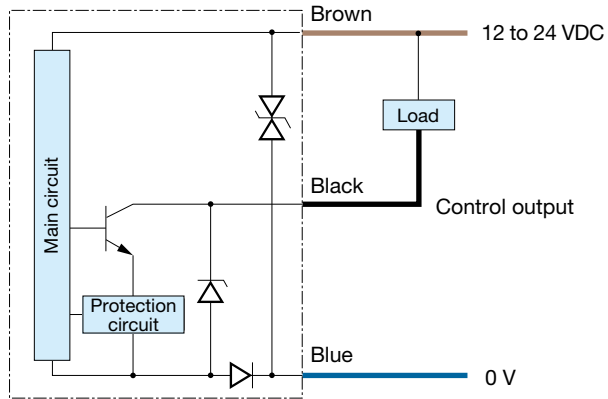 Brown
12 to 24 VDC
Load
Main circuit
Black
Control output
Protection
circuit
Blue
0 V